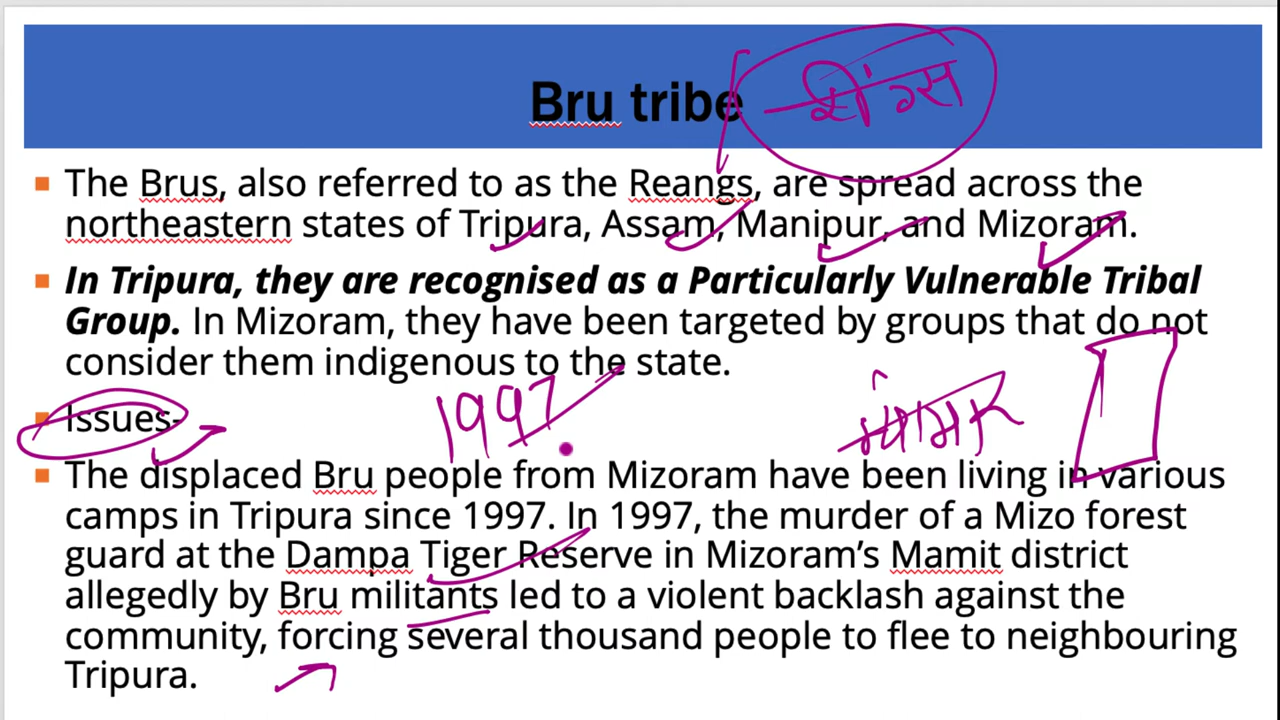 Bru tribe रीांग्स
The Brus, also referred to as the Reangs, are spread across the
northeastern states of Tripura, Assam, Manipur, and Mizoram.
In Tripura, they are recognised as a Particularly Vulnerable Tribal
Group. In Mizoram, they have been targeted by groups that do not
consider them indigenous to the state.
1997
Issues-
The displaced Bru people from Mizoram have been living in various
camps in Tripura since 1997. In 1997, the murder of a Mizo forest
guard at the Dampa Tiger Reserve in Mizoram’s Mamit district
allegedly by Bru militants led to a violent backlash against the
community, forcing several thousand people to flee to neighbouring
Tripura.